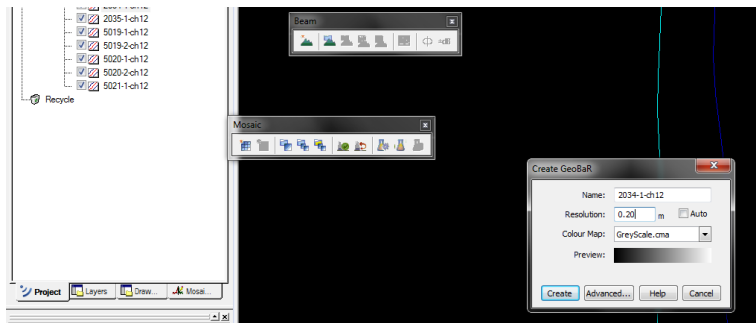 2035-1-ch12
5019-1-ch12
5019-2-ch12
5020-1-ch12
5020-2-ch12
5021-1-ch12
Recycle
Project
Layers
Draw...
Mosai...
Beam
Mosaic
Create GeoBaR
Name: 2034-1-ch12
Resolution: 0.20 m Auto
Colour Map: GreyScale.cma
Preview:
Create Advanced... Help Cancel